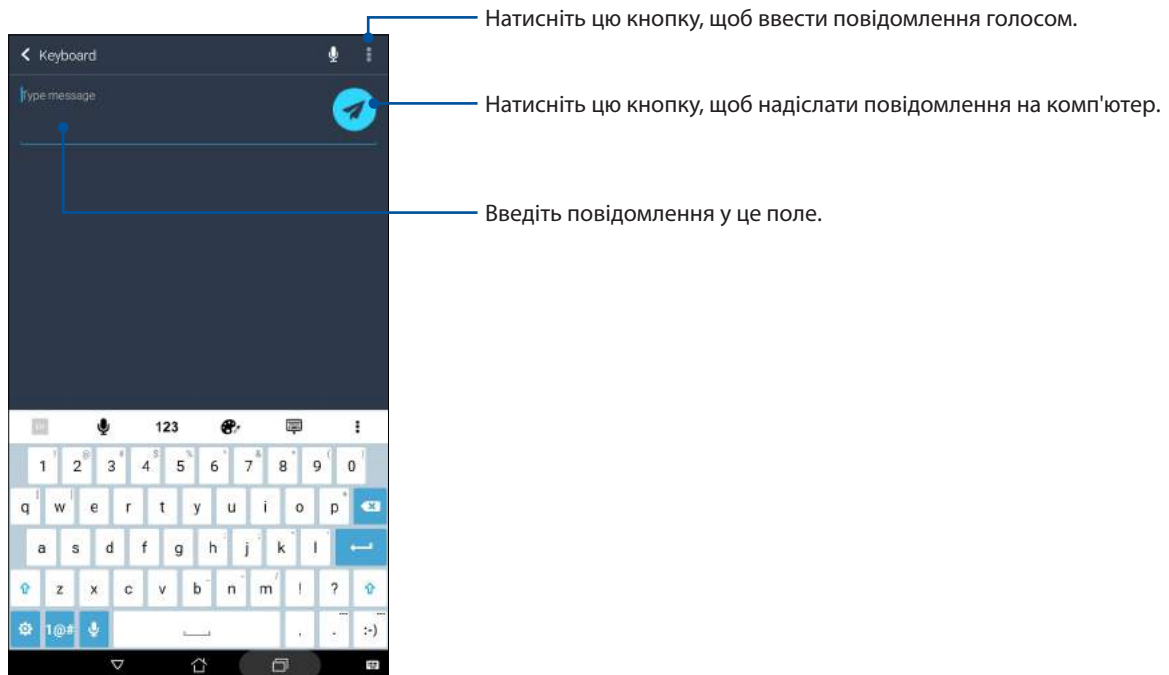 Натисніть цю кнопку, щоб ввести повідомлення голосом.
Keyboard
Type message
Натисніть цю кнопку, щоб надіслати повідомлення на комп'ютер.
Введіть повідомлення у це поле.
123
1 2 @ 3 # 4 $ 5 % 6 ^ 7 & 8 * 9 ( 0 )
q [ w ] e r t y u i o p +
a s d f g h : j ; k " l '
z x c v b - n ~ m / ! ?
1@# , . :-)